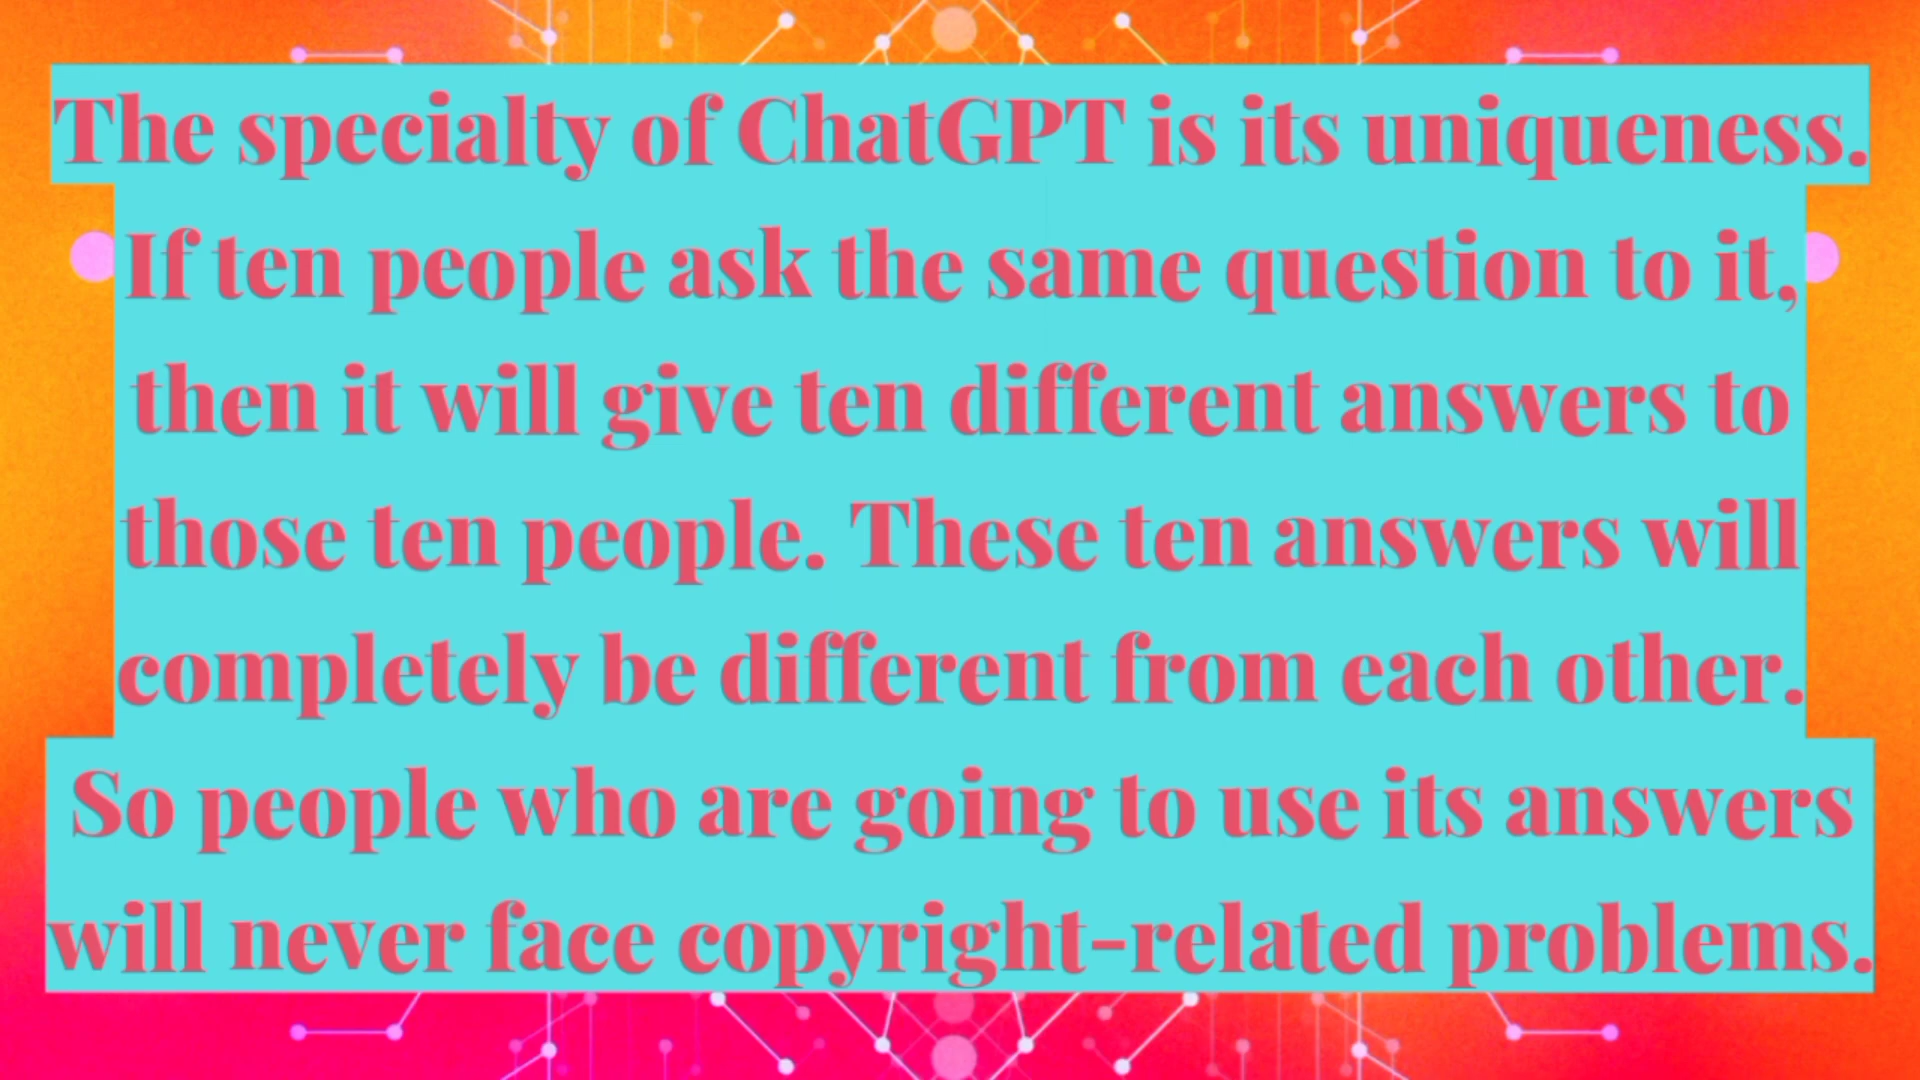 The specialty of ChatGPT is its uniqueness.
If ten people ask the same question to it,
then it will give ten different answers to
those ten people. These ten answers will
completely be different from each other.
So people who are going to use its answers
will never face copyright-related problems.